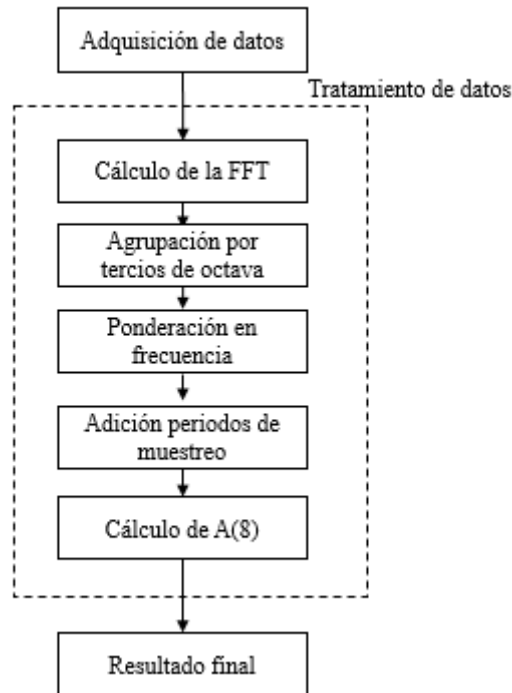 Adquisición de datos
Tratamiento de datos
Cálculo de la FFT
Agrupación por
tercios de octava
Ponderación en
frecuencia
Adición periodos de
muestreo
Cálculo de A(8)
Resultado final